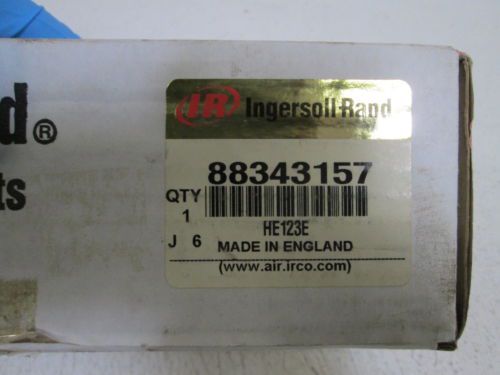 d®
ts
IR Ingersoll-Rand
88343157
QTY
1
HE123E
J 6
MADE IN ENGLAND
(www.air.irco.com)